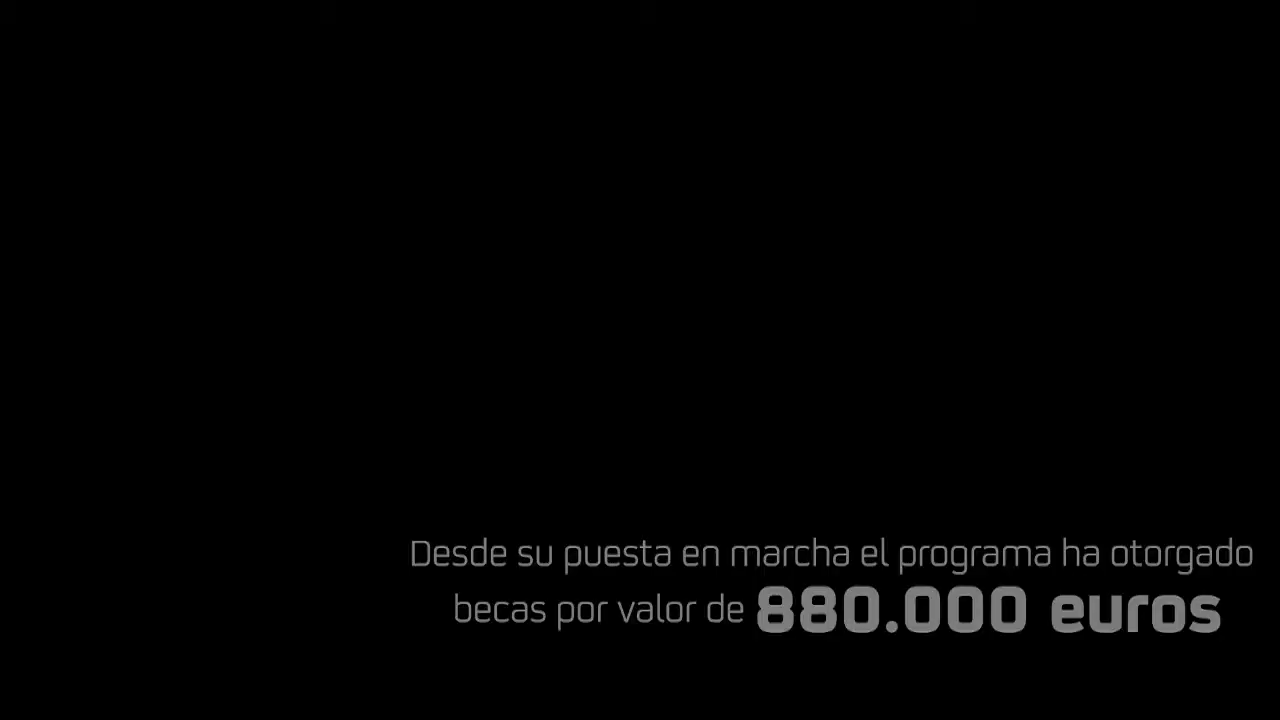 Desde su puesta en marcha el programa ha otorgado
becas por valor de 880.000 euros